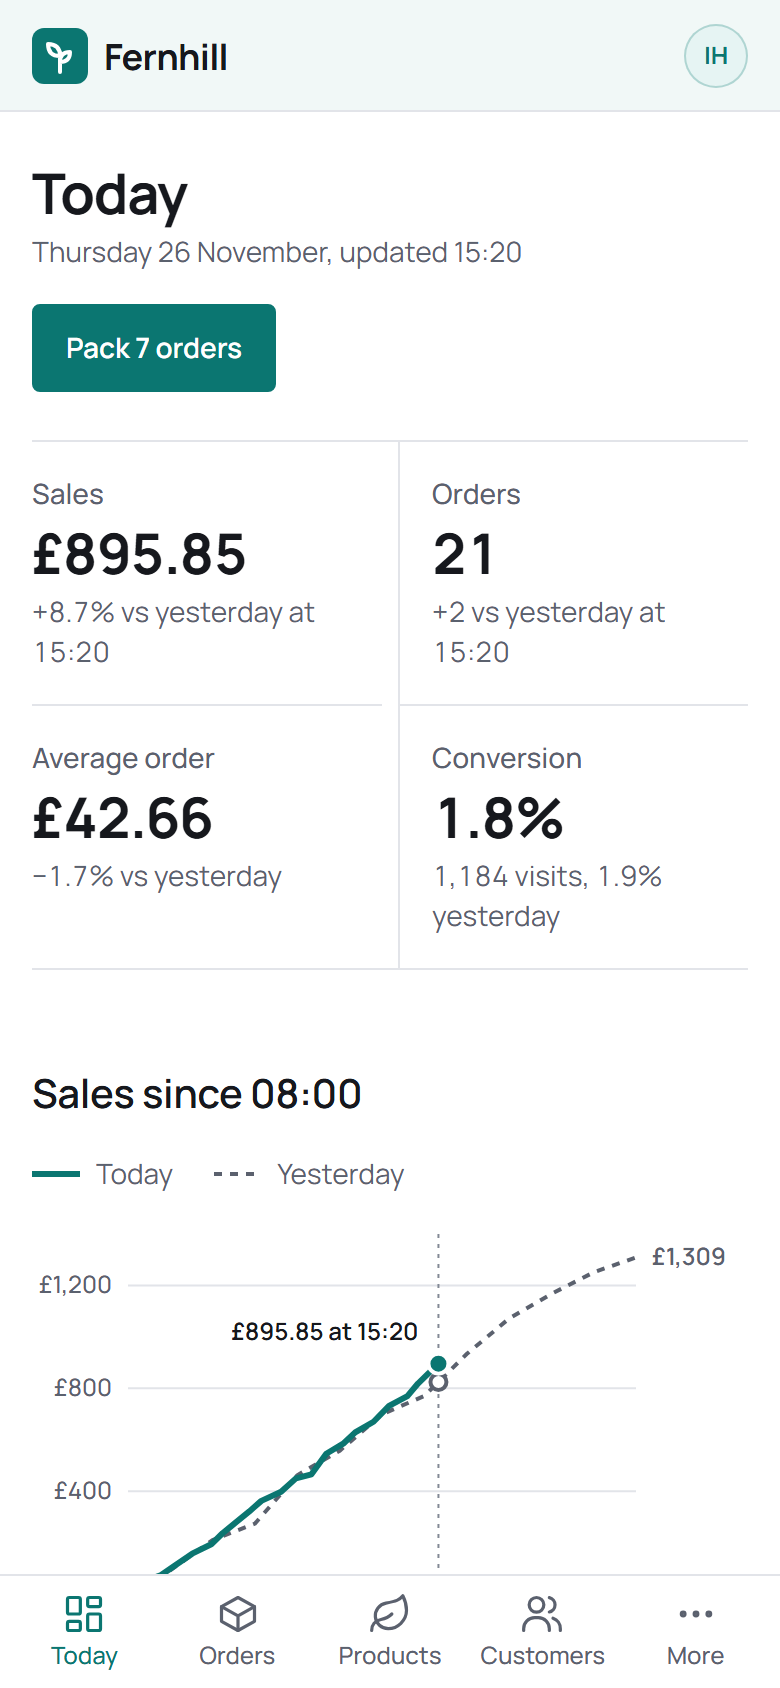 Fernhill
IH
Today
Thursday 26 November, updated 15:20
Pack 7 orders
Sales
£895.85
+8.7% vs yesterday at
15:20
Orders
21
+2 vs yesterday at
15:20
Average order
£42.66
−1.7% vs yesterday
Conversion
1.8%
1,184 visits, 1.9%
yesterday
Sales since 08:00
Today
Yesterday
£1,309
£1,200
£895.85 at 15:20
£800
£400
Today
Orders
Products
Customers
More